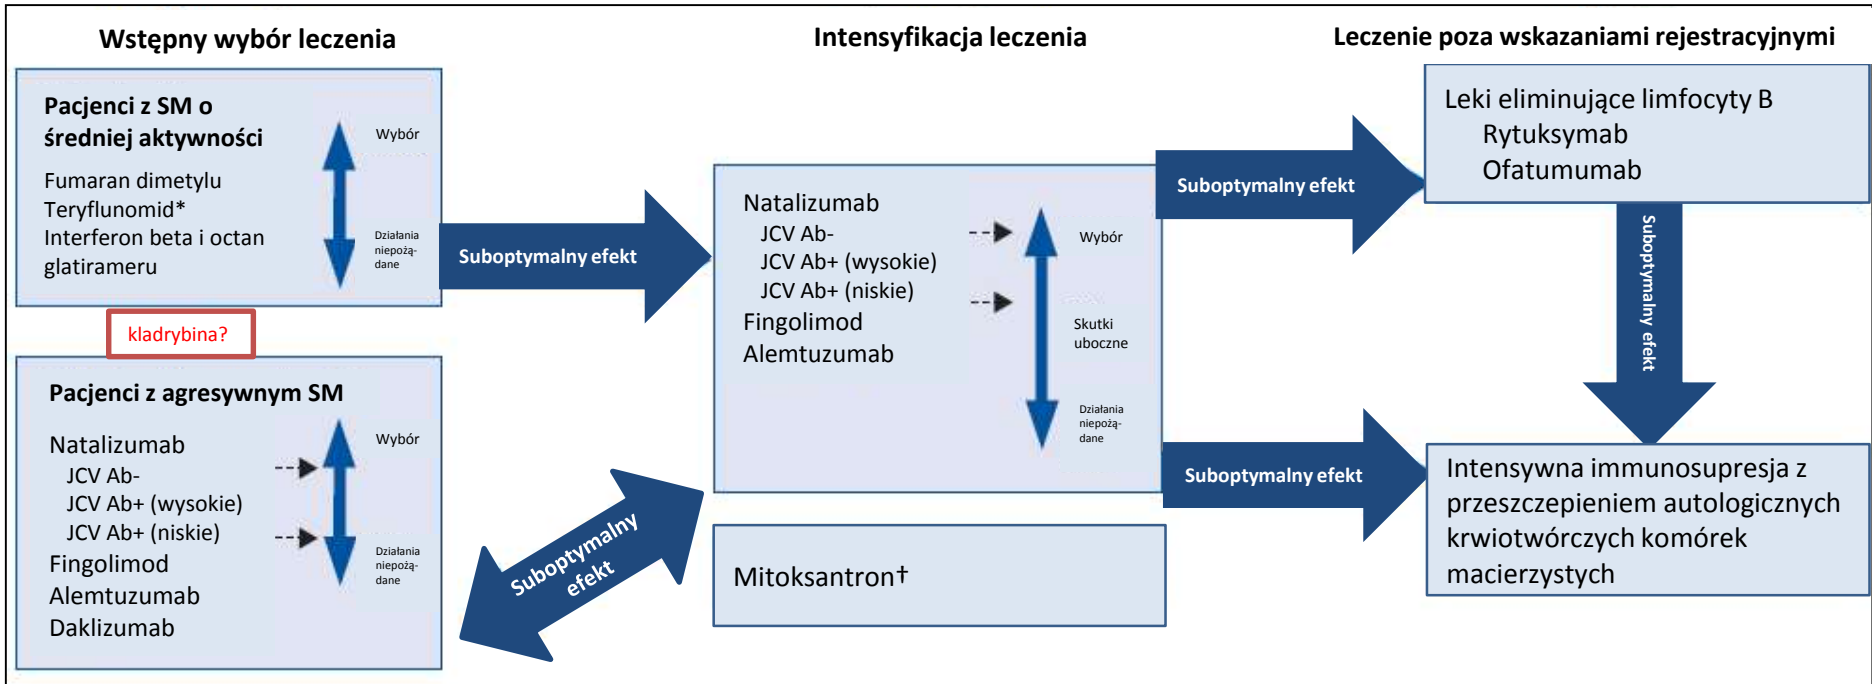 Wstępny wybór leczenia
Pacjenci z SM o
średniej aktywności
Fumaran dimetylu
Teryflunomid*
Interferon beta i octan
glatirameru
Wybór
Działania
niepożą-
dane
kladrybina?
Pacjenci z agresywnym SM
Natalizumab
JCV Ab-
JCV Ab+ (wysokie)
JCV Ab+ (niskie)
Fingolimod
Alemtuzumab
Daklizumab
Wybór
Działania
niepożą-
dane
Suboptymalny efekt
Suboptymalny
efekt
Intensyfikacja leczenia
Natalizumab
JCV Ab-
JCV Ab+ (wysokie)
JCV Ab+ (niskie)
Fingolimod
Alemtuzumab
Wybór
Skutki
uboczne
Działania
niepożą-
dane
Mitoksantron†
Suboptymalny efekt
Suboptymalny efekt
Leczenie poza wskazaniami rejestracyjnymi
Leki eliminujące limfocyty B
Rytuksymab
Ofatumumab
Suboptymalny efekt
Intensywna immunosupresja z
przeszczepieniem autologicznych
krwiotwórczych komórek
macierzystych